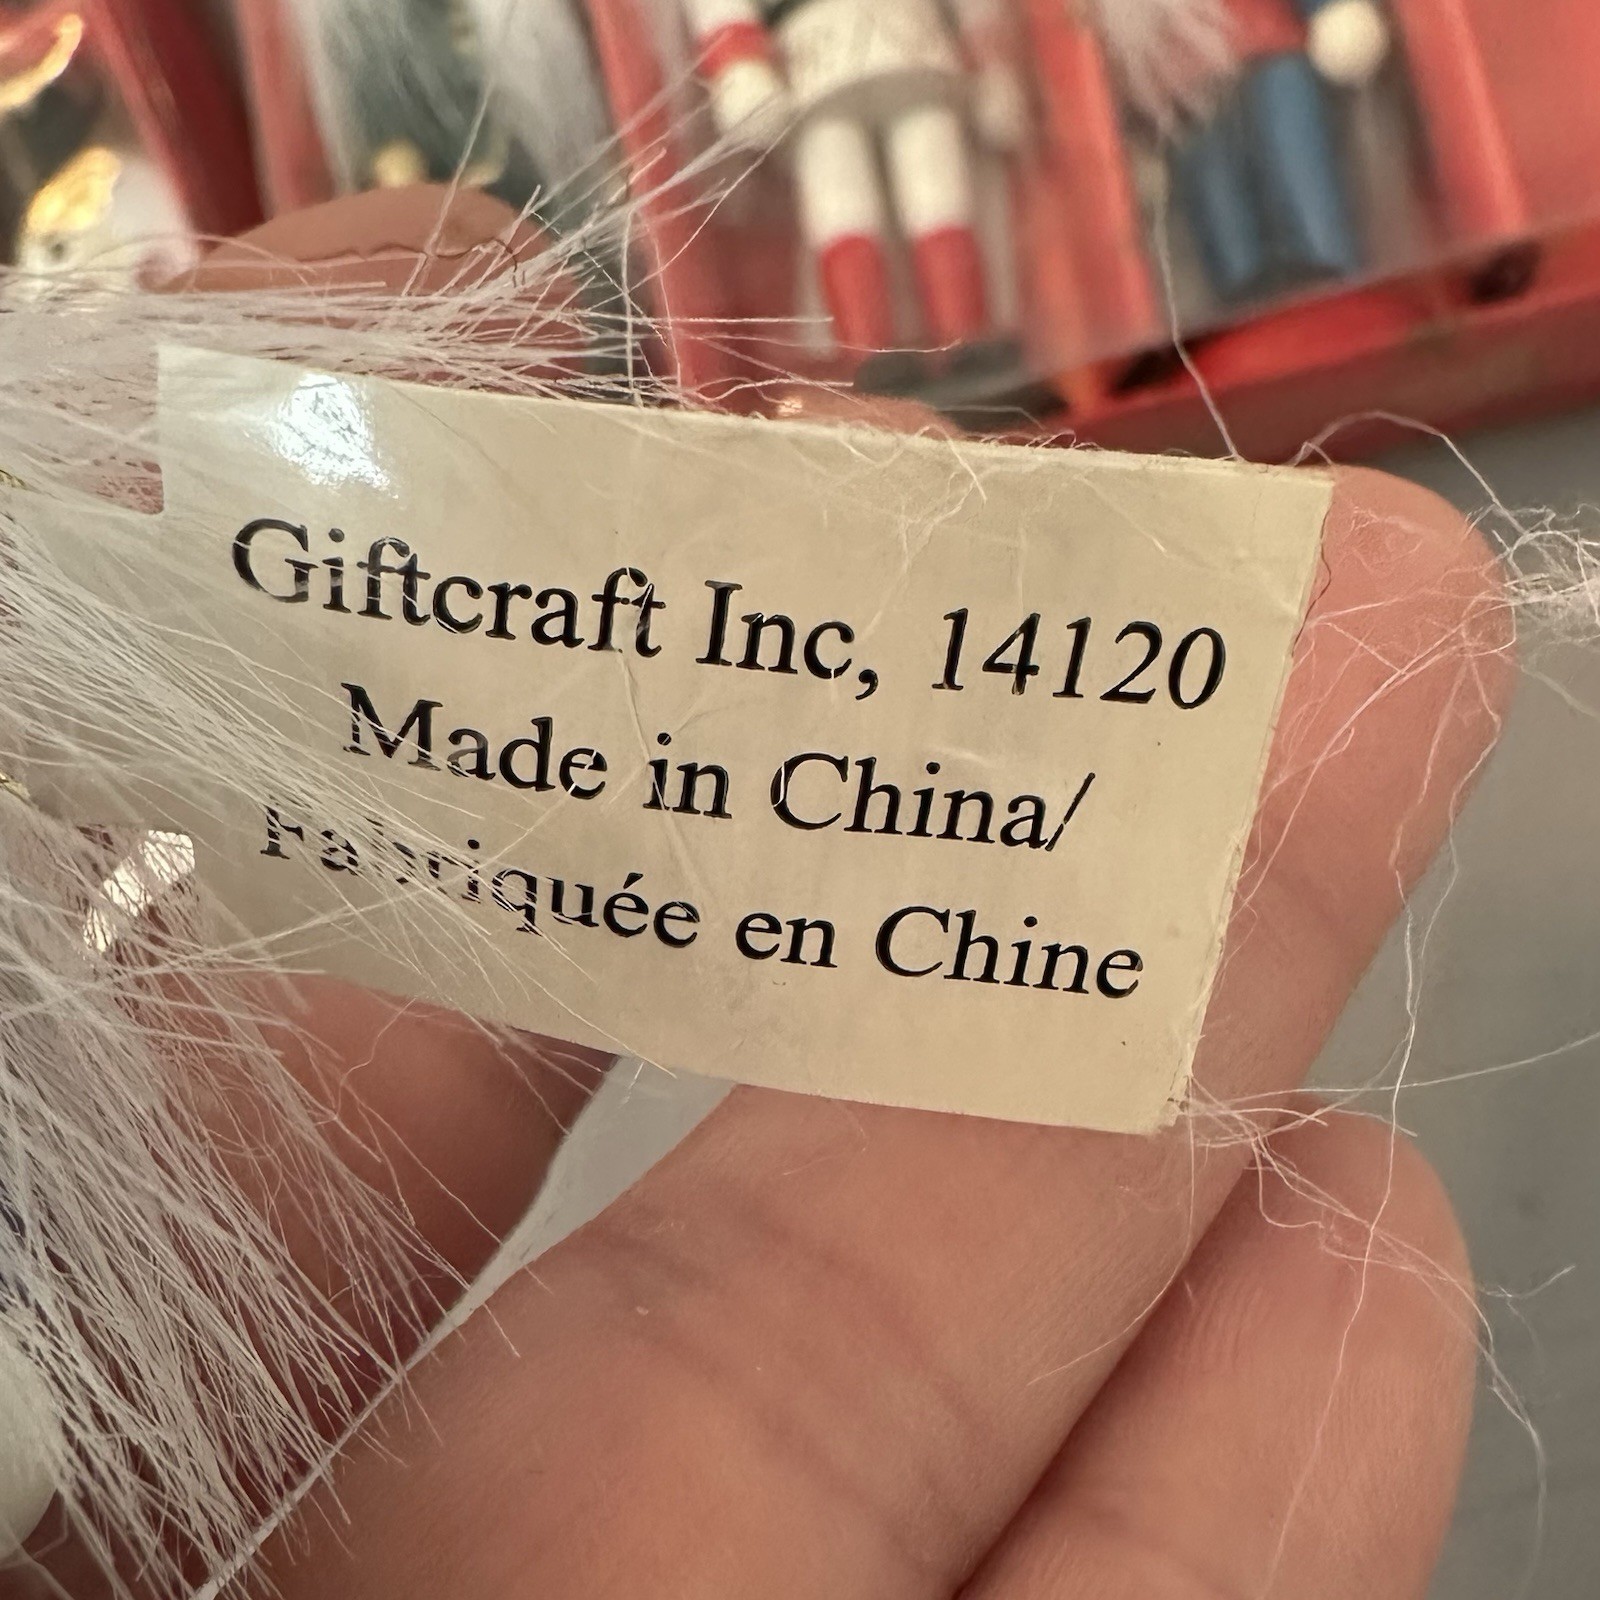 Giftcraft Inc, 14120
Made in China/
Fabriquée en Chine